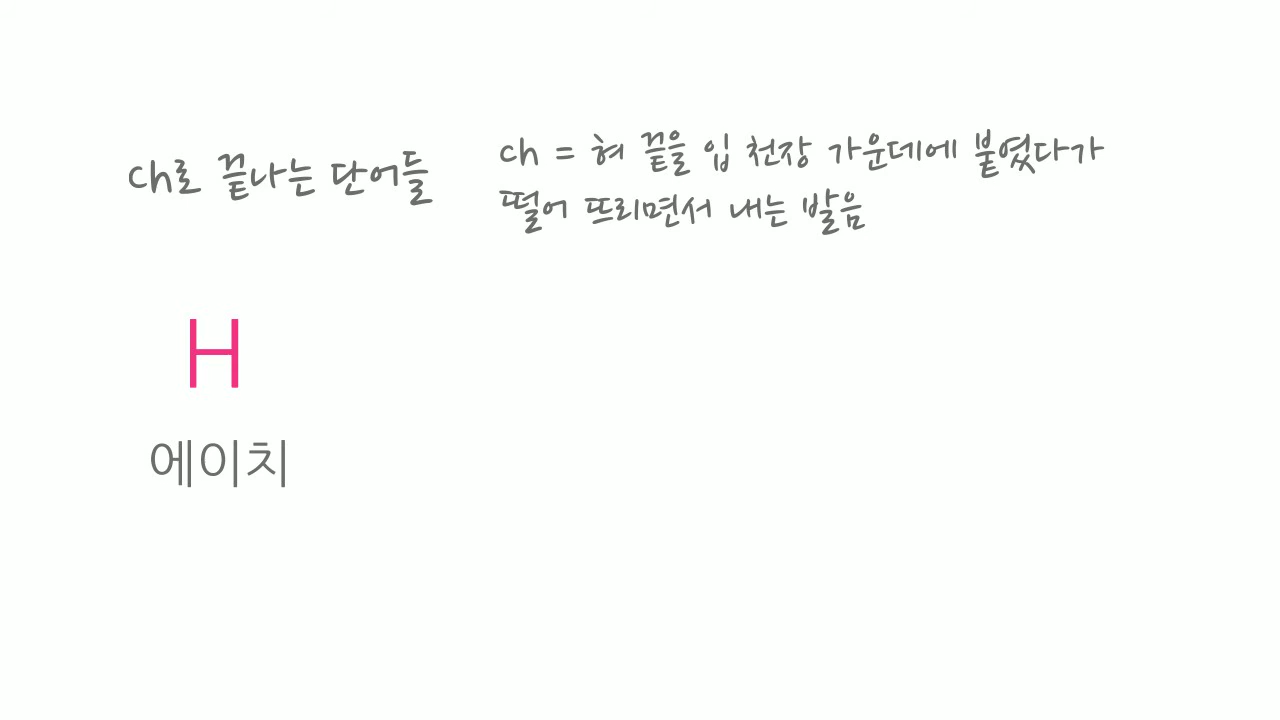 ch로 끝나는 단어들
ch = 혀 끝을 입 천장 가운데에 붙였다가
떨어 뜨리면서 내는 발음
H
에이치